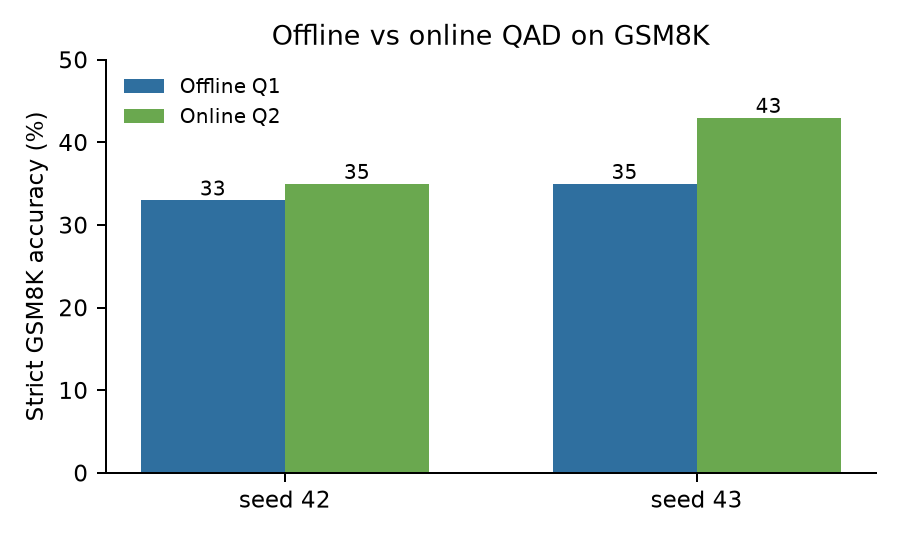 Offline vs online QAD on GSM8K
Strict GSM8K accuracy (%)
50
40
30
20
10
0
Offline Q1
Online Q2
33
35
35
43
seed 42
seed 43